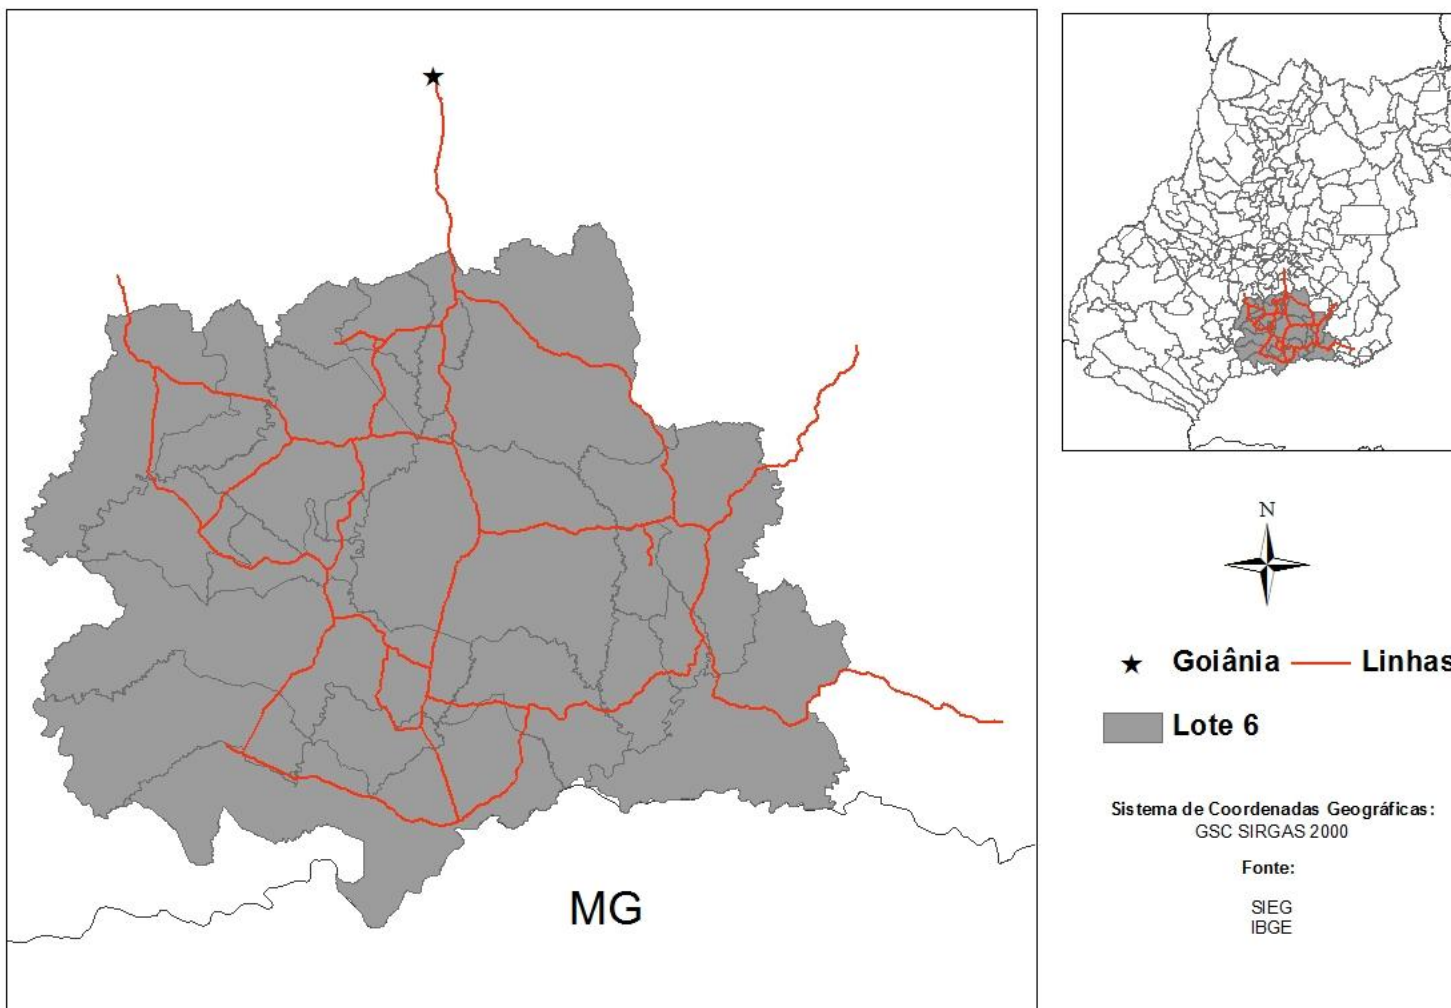 MG
N
Goiânia
Linhas
Lote 6
Sistema de Coordenadas Geográficas:
GSC SIRGAS 2000
Fonte:
SIEG
IBGE